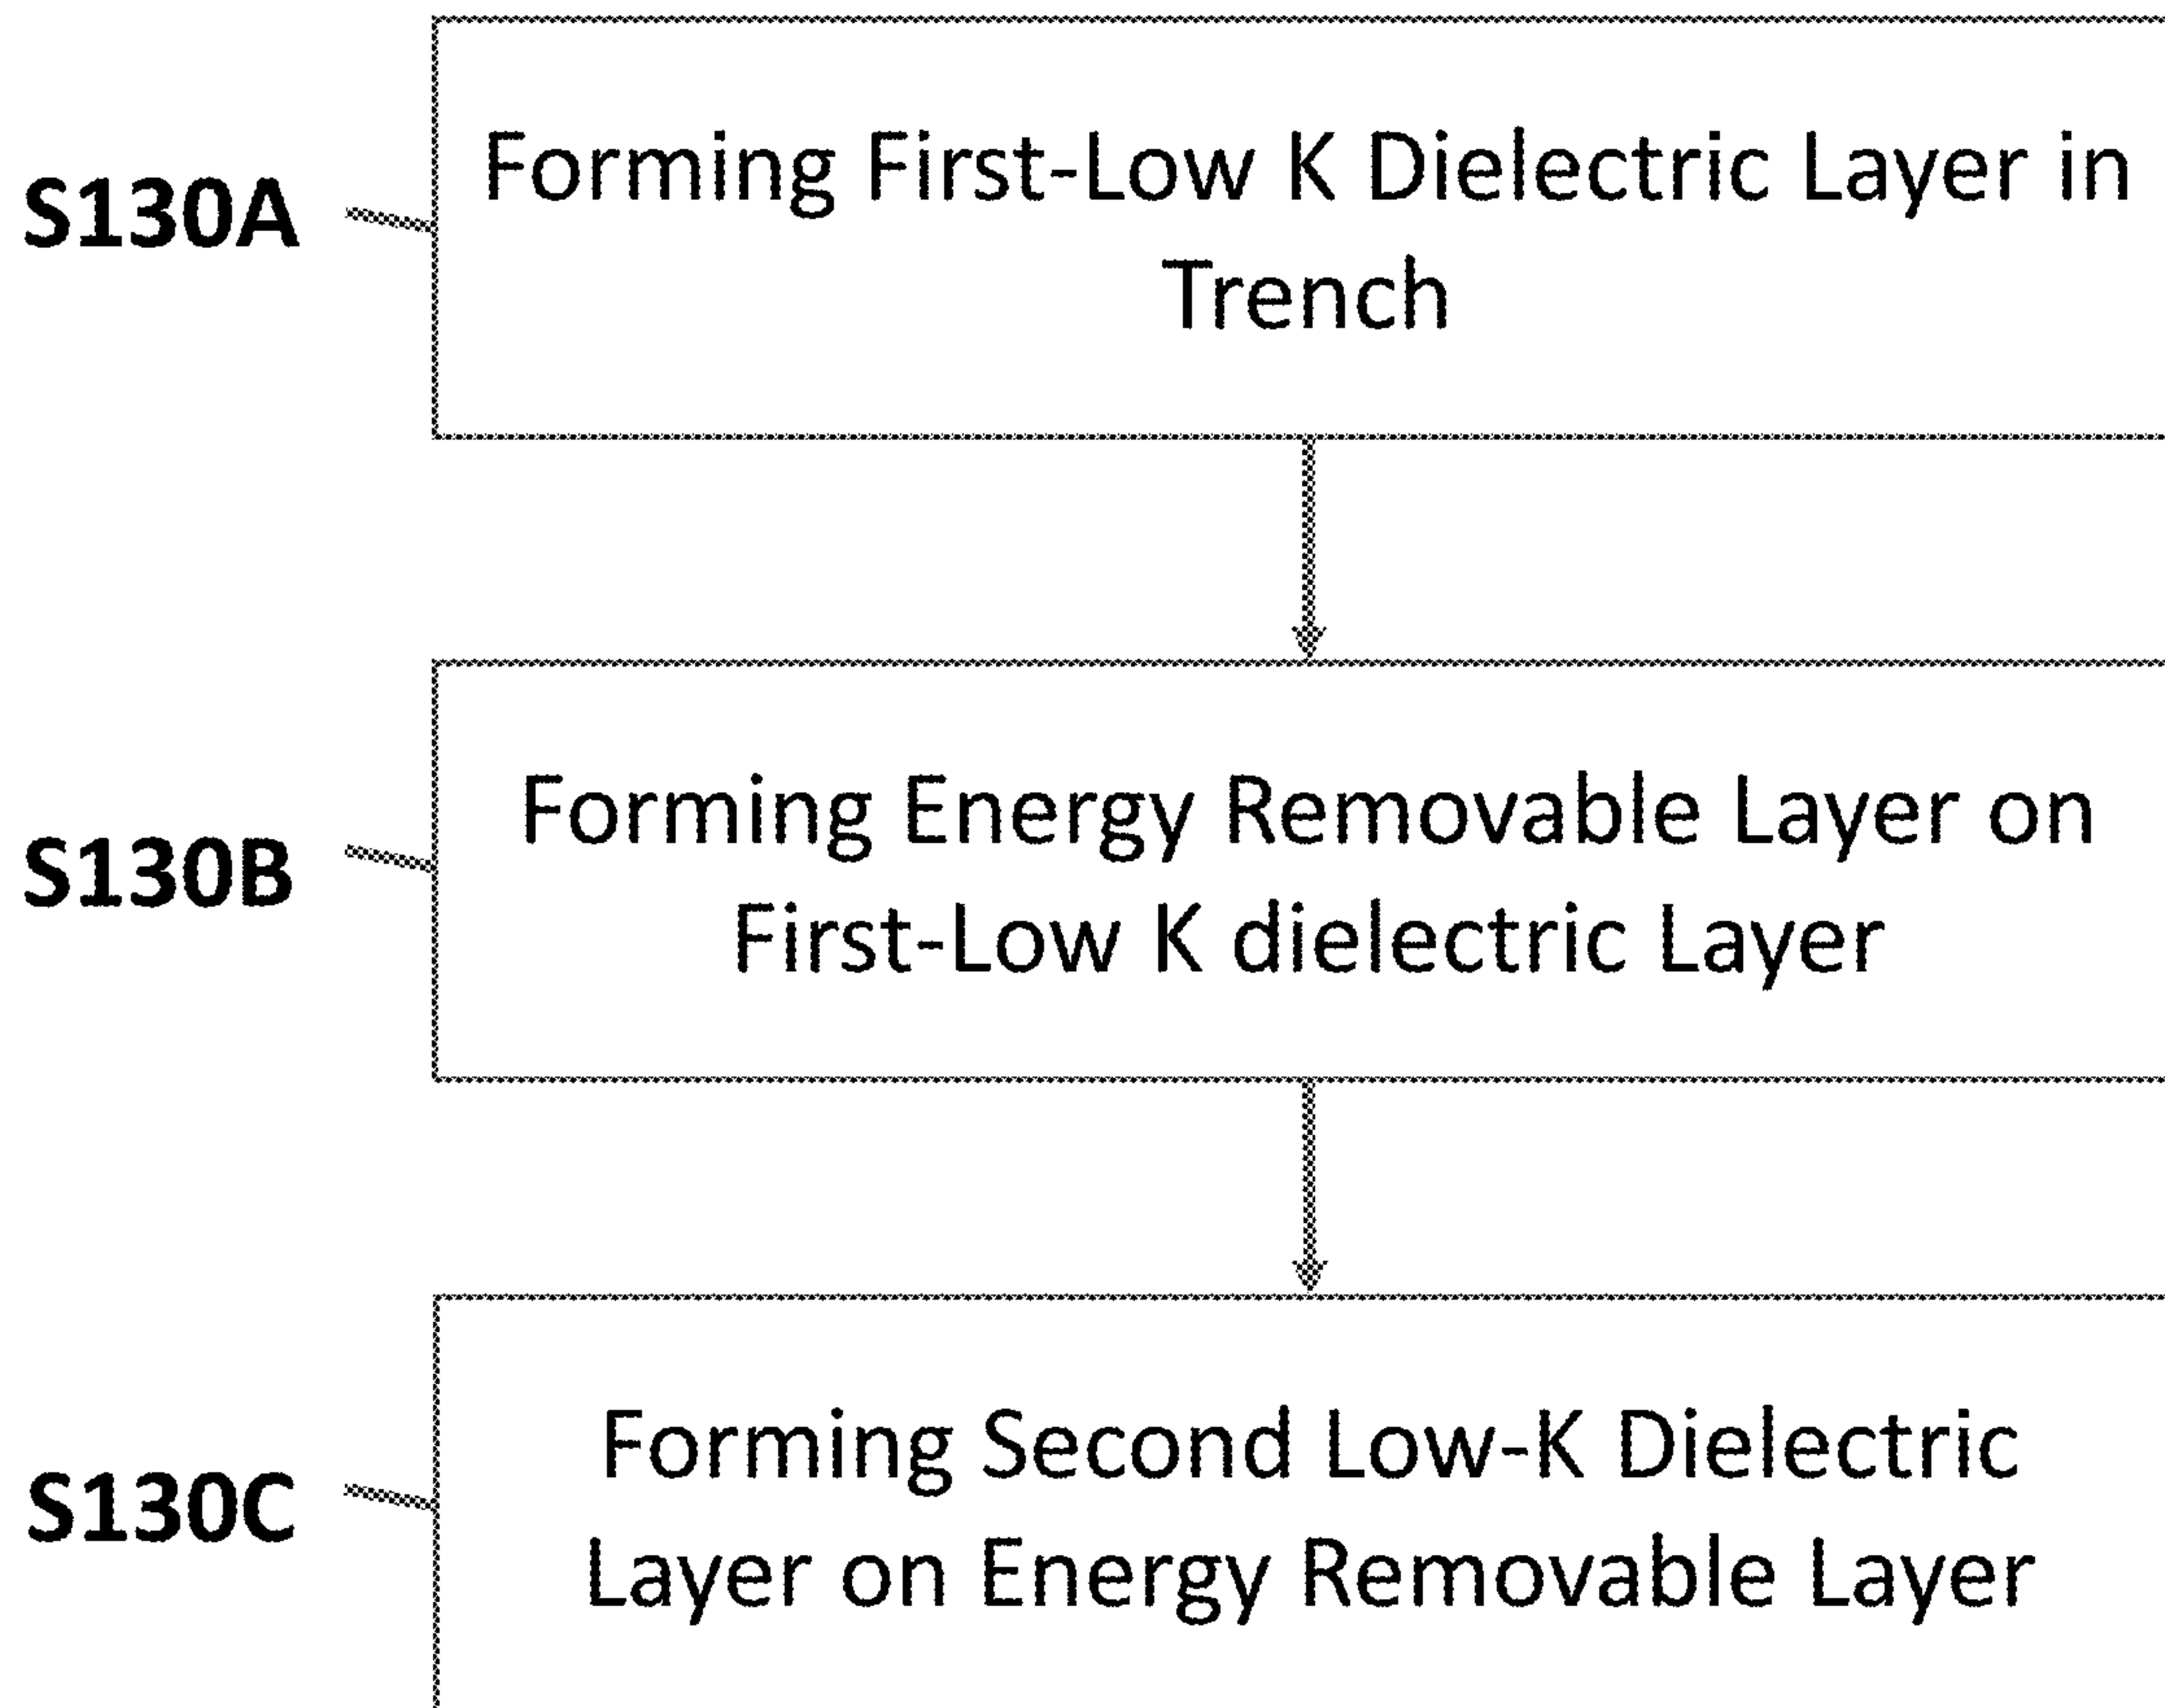 S130A
Forming First-Low K Dielectric Layer in
Trench
S130B
Forming Energy Removable Layer on
First-Low K dielectric Layer
S130C
Forming Second Low-K Dielectric
Layer on Energy Removable Layer